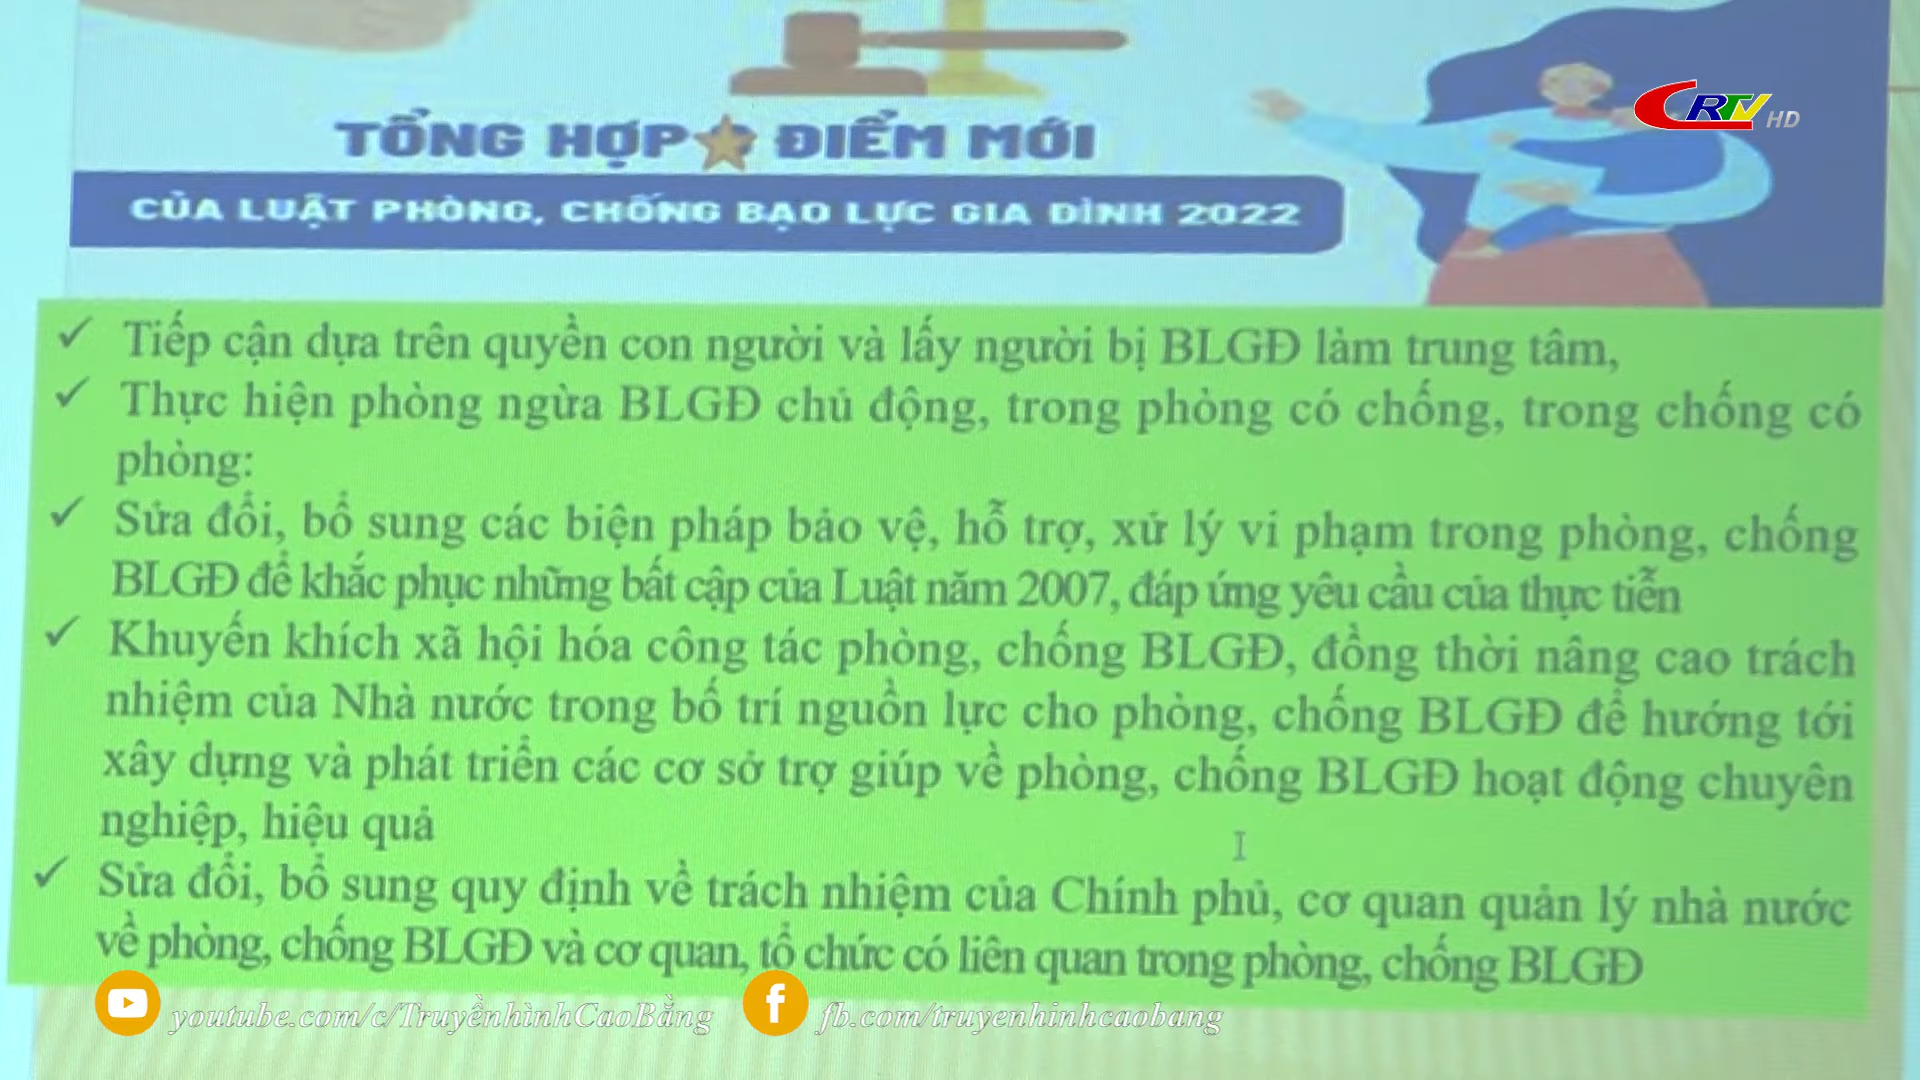 CRTV HD
TỔNG HỢP ĐIỂM MỚI
CỦA LUẬT PHÒNG, CHỐNG BẠO LỰC GIA ĐÌNH 2022
✓ Tiếp cận dựa trên quyền con người và lấy người bị BLGĐ làm trung tâm,
✓ Thực hiện phòng ngừa BLGĐ chủ động, trong phòng có chống, trong chống có
phòng:
✓ Sửa đổi, bổ sung các biện pháp bảo vệ, hỗ trợ, xử lý vi phạm trong phòng, chống
BLGĐ để khắc phục những bất cập của Luật năm 2007, đáp ứng yêu cầu của thực tiễn
✓ Khuyến khích xã hội hóa công tác phòng, chống BLGĐ, đồng thời nâng cao trách
nhiệm của Nhà nước trong bố trí nguồn lực cho phòng, chống BLGĐ để hướng tới
xây dựng và phát triển các cơ sở trợ giúp về phòng, chống BLGĐ hoạt động chuyên
nghiệp, hiệu quả
✓ Sửa đổi, bổ sung quy định về trách nhiệm của Chính phủ, cơ quan quản lý nhà nước
về phòng, chống BLGĐ và cơ quan, tổ chức có liên quan trong phòng, chống BLGĐ
youtube.com/c/TruyềnhìnhCaoBằng
fb.com/truyenhinhcaobang